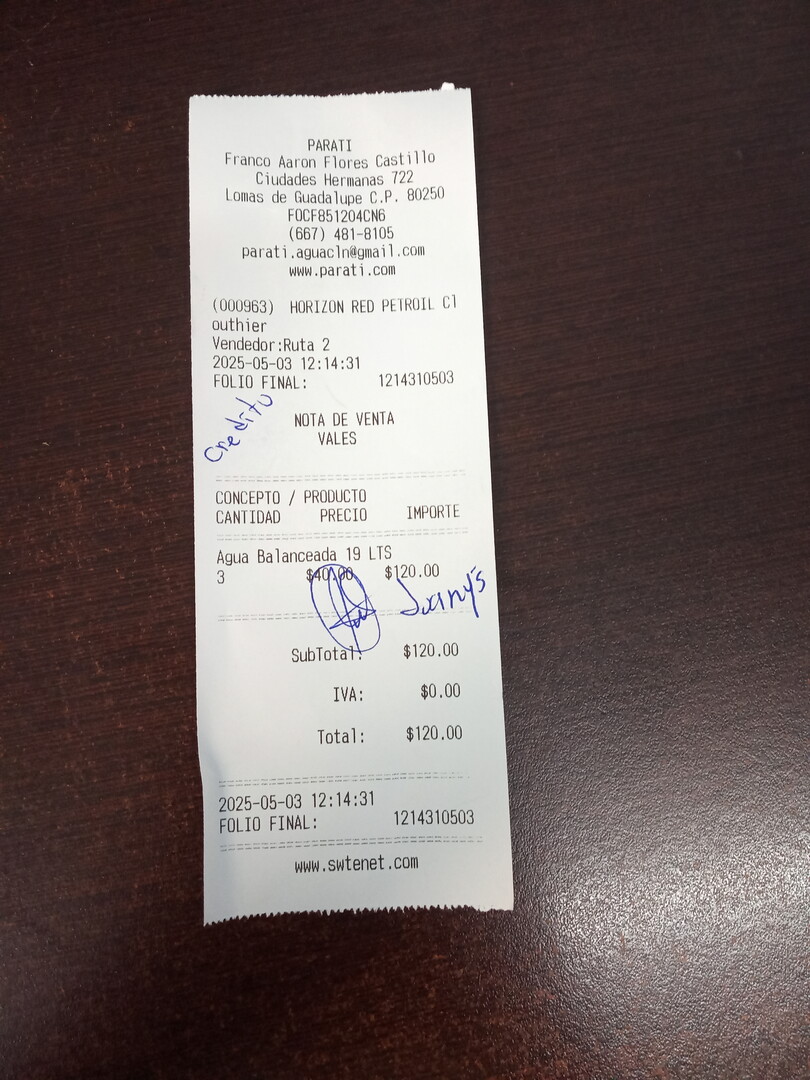 PARATI
Franco Aaron Flores Castillo
Ciudades Hermanas 722
Lomas de Guadalupe C.P. 80250
FOCF851204CN6
(667) 481-8105
parati.aguacln@gmail.com
www.parati.com
(000963) HORIZON RED PETROIL Cl
outhier
Vendedor:Ruta 2
2025-05-03 12:14:31
FOLIO FINAL: 1214310503
credito
NOTA DE VENTA
VALES
CONCEPTO / PRODUCTO
CANTIDAD PRECIO IMPORTE
Agua Balanceada 19 LTS
3 $40.00 $120.00
SubTotal: $120.00
IVA: $0.00
Total: $120.00
2025-05-03 12:14:31
FOLIO FINAL: 1214310503
www.swtenet.com